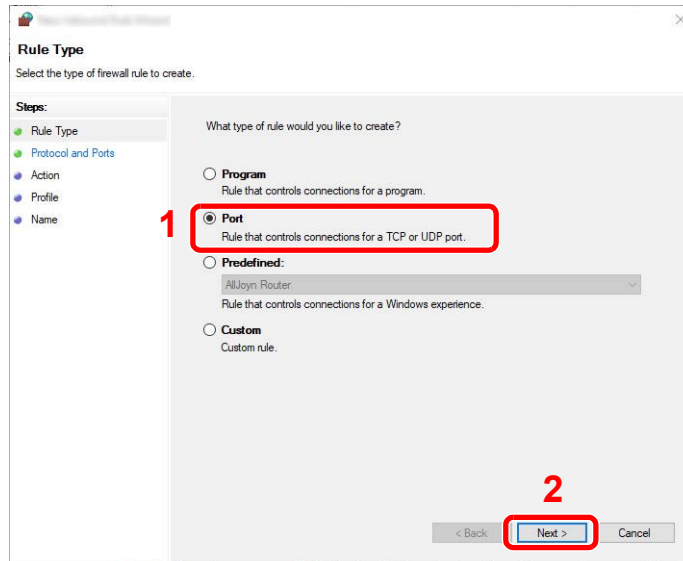 Rule Type
Select the type of firewall rule to create.
Steps:
Rule Type
Protocol and Ports
Action
Profile
Name
What type of rule would you like to create?
Program
Rule that controls connections for a program.
1
Port
Rule that controls connections for a TCP or UDP port.
Predefined:
AllJoyn Router
Rule that controls connections for a Windows experience.
Custom
Custom rule.
2
< Back
Next >
Cancel